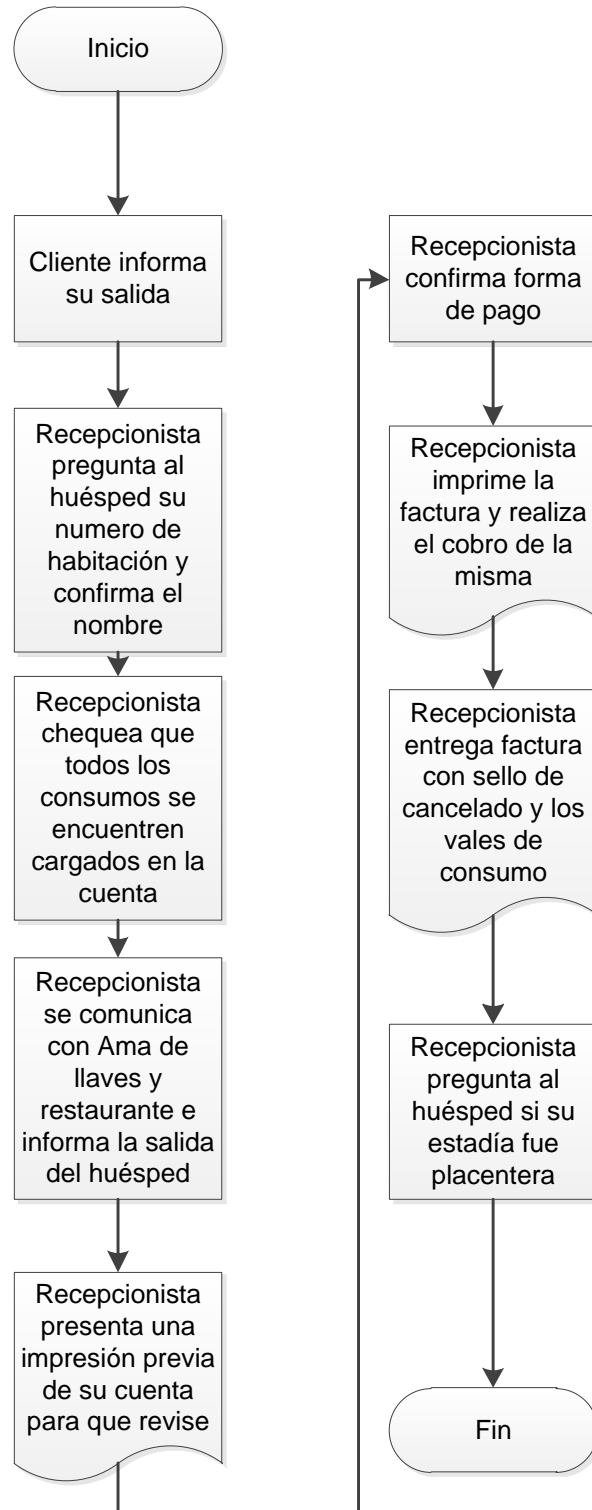 Inicio
Cliente informa
su salida
Recepcionista
pregunta al
huésped su
numero de
habitación y
confirma el
nombre
Recepcionista
chequea que
todos los
consumos se
encuentren
cargados en la
cuenta
Recepcionista
se comunica
con Ama de
llaves y
restaurante e
informa la salida
del huésped
Recepcionista
presenta una
impresión previa
de su cuenta
para que revise
Recepcionista
confirma forma
de pago
Recepcionista
imprime la
factura y realiza
el cobro de la
misma
Recepcionista
entrega factura
con sello de
cancelado y los
vales de
consumo
Recepcionista
pregunta al
huésped si su
estadía fue
placentera
Fin